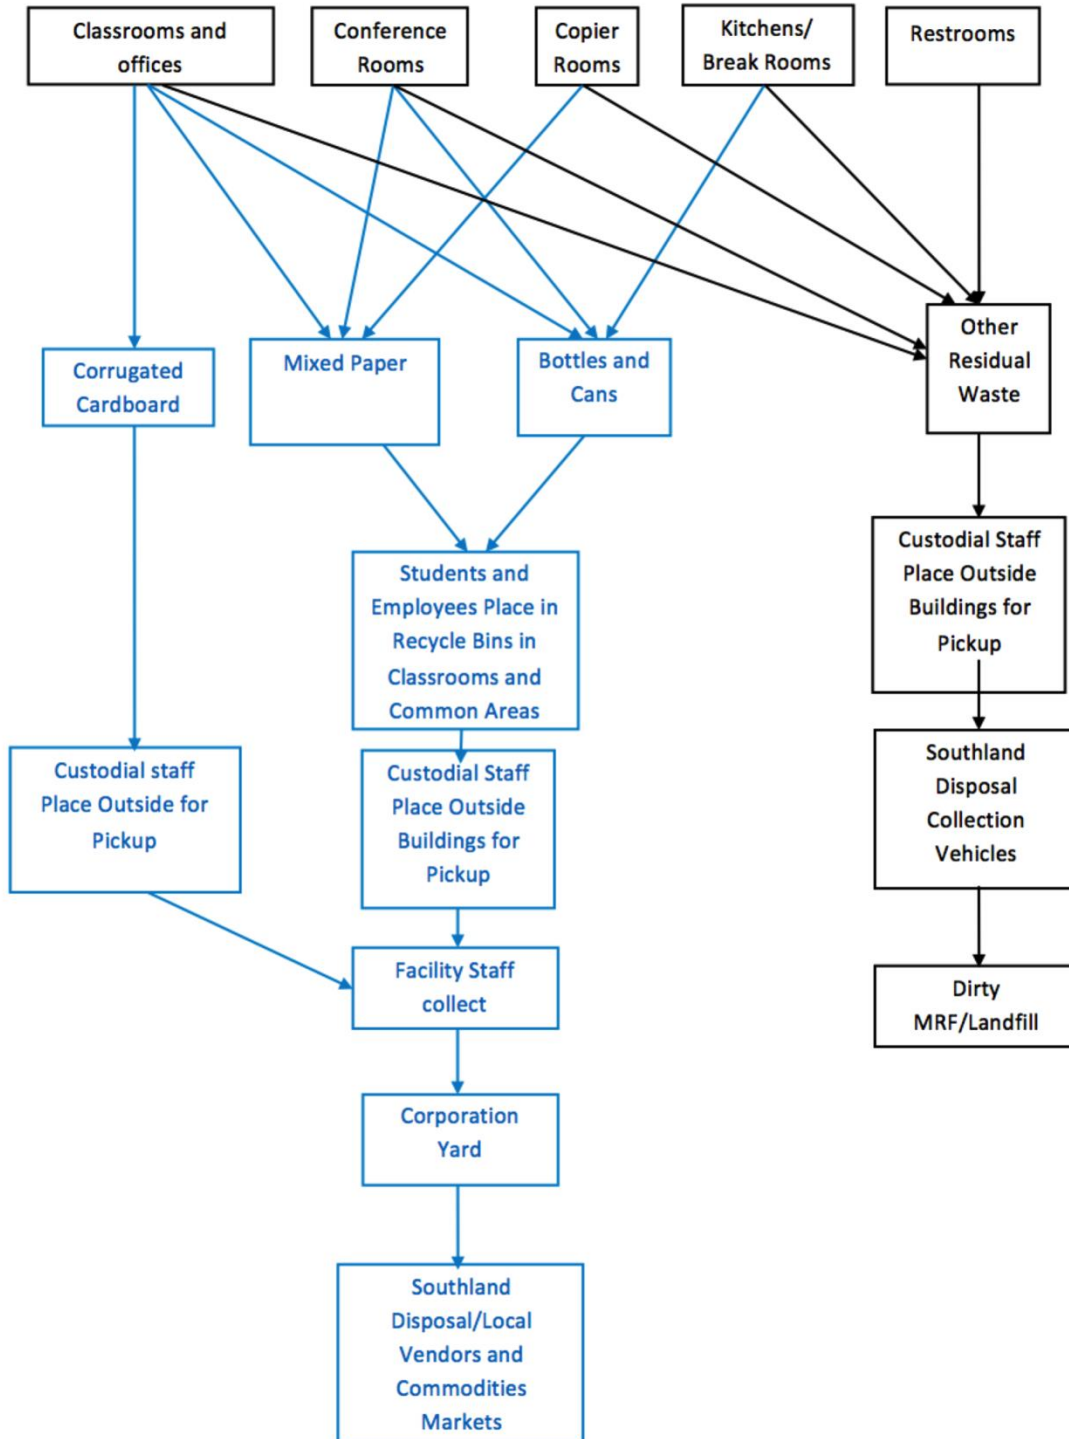 Classrooms and
offices
Conference
Rooms
Copier
Rooms
Kitchens/
Break Rooms
Restrooms
Corrugated
Cardboard
Mixed Paper
Bottles and
Cans
Other
Residual
Waste
Students and
Employees Place in
Recycle Bins in
Classrooms and
Common Areas
Custodial Staff
Place Outside
Buildings for
Pickup
Custodial staff
Place Outside for
Pickup
Custodial Staff
Place Outside
Buildings for
Pickup
Southland
Disposal
Collection
Vehicles
Facility Staff
collect
Dirty
MRF/Landfill
Corporation
Yard
Southland
Disposal/Local
Vendors and
Commodities
Markets